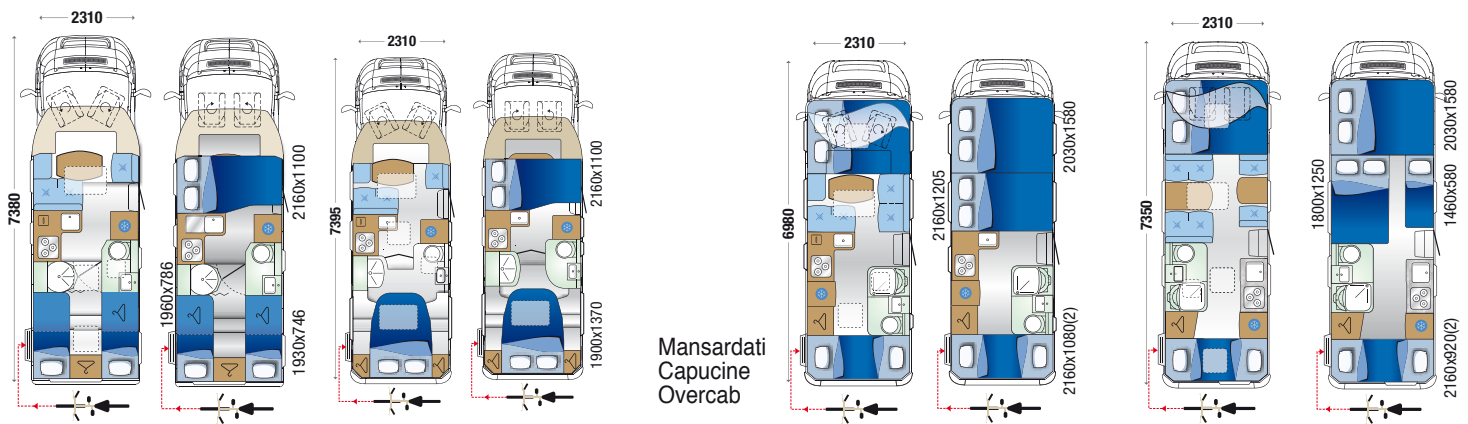 2310
7380
2160x1100
1960x786
1930x746
2310
7395
2160x1100
1900x1370
Mansardati
Capucine
Overcab
2310
6980
2030x1580
2160x1205
2160x1080(2)
2310
7350
2030x1580
1800x1250
1460x580
2160x920(2)